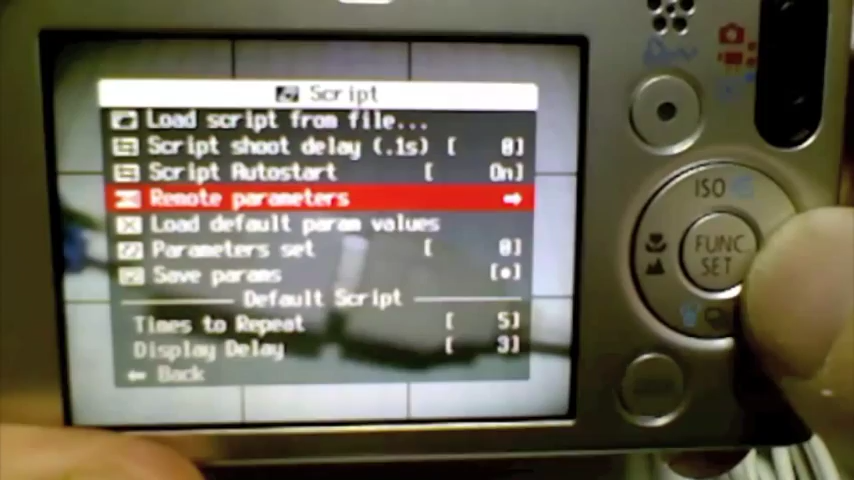 Script
Load script from file...
Script shoot delay (.1s) [ 0]
Script Autostart [ On]
Remote parameters
Load default param values
Parameters set [ 0]
Save params [•]
Default Script
Times to Repeat [ 5]
Display Delay [ 3]
Back
ISO
FUNC.
SET